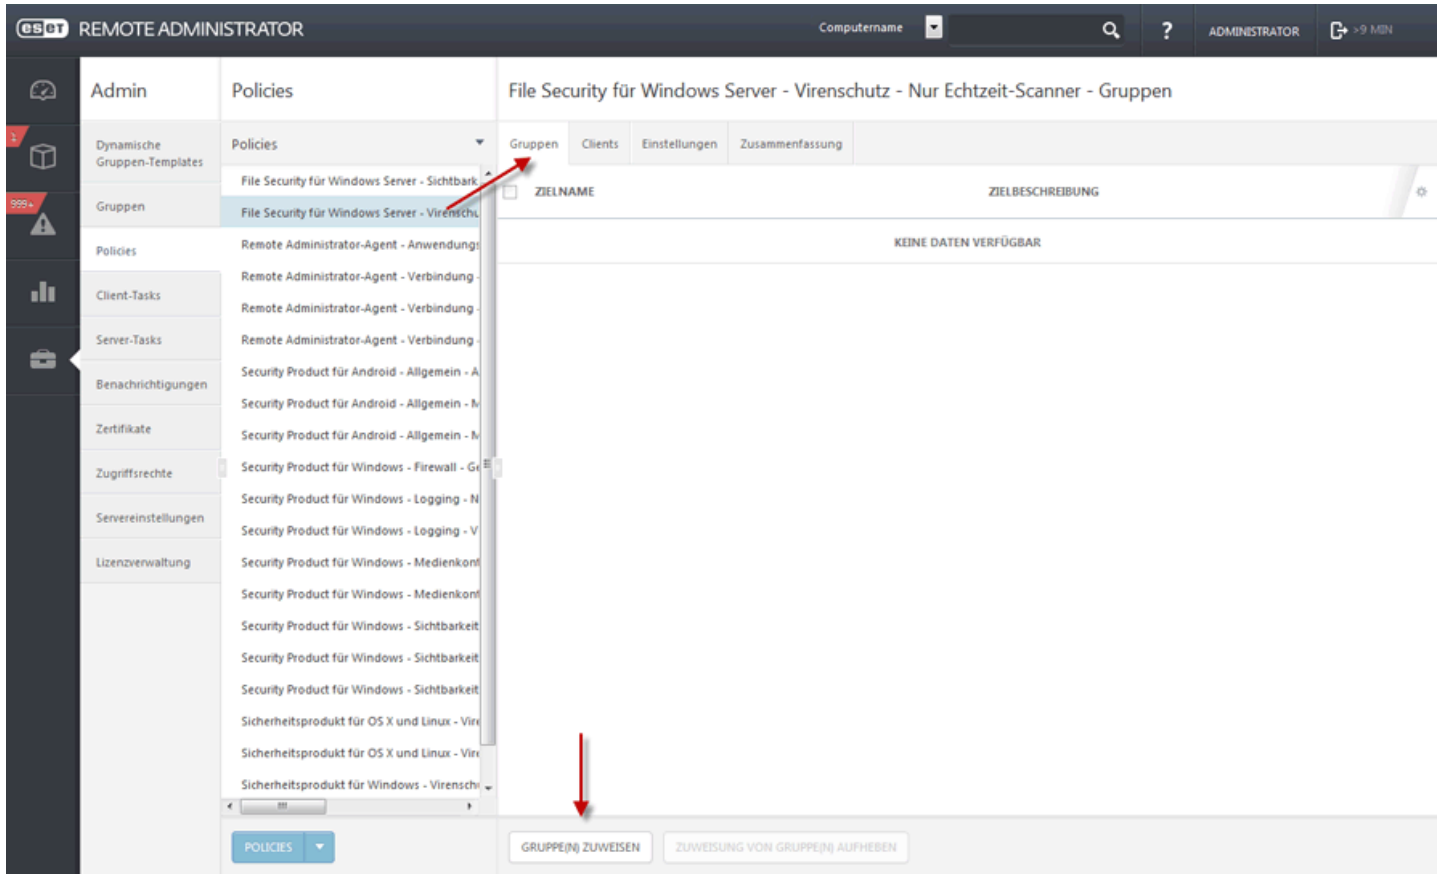 eset REMOTE ADMINISTRATOR
Computername
?
ADMINISTRATOR
>9 MIN
1
999+
Admin
Dynamische
Gruppen-Templates
Gruppen
Policies
Client-Tasks
Server-Tasks
Benachrichtigungen
Zertifikate
Zugriffsrechte
Servereinstellungen
Lizenzverwaltung
Policies
Policies
File Security für Windows Server - Sichtbark
File Security für Windows Server - Virenschu
Remote Administrator-Agent - Anwendungs
Remote Administrator-Agent - Verbindung -
Remote Administrator-Agent - Verbindung -
Remote Administrator-Agent - Verbindung -
Security Product für Android - Allgemein - A
Security Product für Android - Allgemein - M
Security Product für Android - Allgemein - M
Security Product für Windows - Firewall - Ge
Security Product für Windows - Logging - N
Security Product für Windows - Logging - V
Security Product für Windows - Medienkont
Security Product für Windows - Medienkont
Security Product für Windows - Sichtbarkeit
Security Product für Windows - Sichtbarkeit
Security Product für Windows - Sichtbarkeit
Sicherheitsprodukt für OS X und Linux - Vire
Sicherheitsprodukt für OS X und Linux - Vire
Sicherheitsprodukt für Windows - Virenschu
POLICIES
File Security für Windows Server - Virenschutz - Nur Echtzeit-Scanner - Gruppen
Gruppen Clients Einstellungen Zusammenfassung
ZIELNAME ZIELBESCHREIBUNG
KEINE DATEN VERFÜGBAR
GRUPPE(N) ZUWEISEN
ZUWEISUNG VON GRUPPE(N) AUFHEBEN